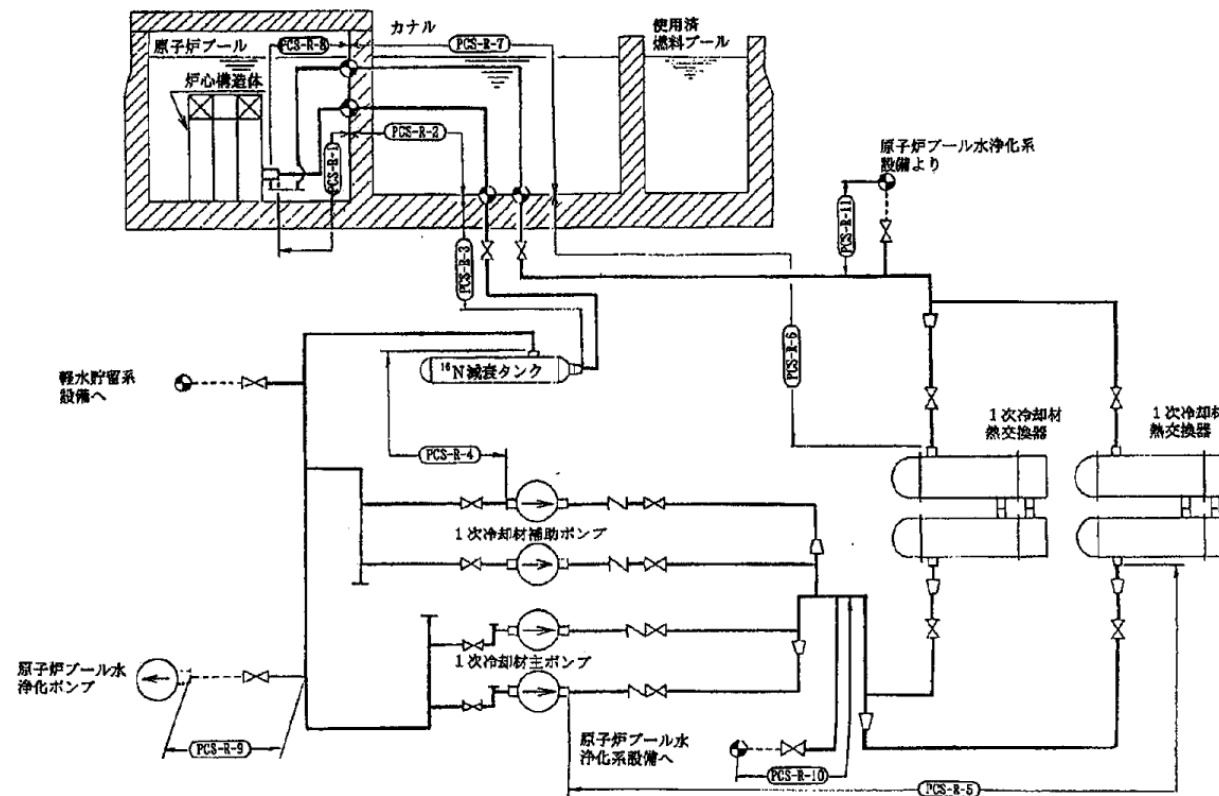 原子炉プール
PCS-R-8
カナル
PCS-R-7
使用済
燃料プール
炉心構造体
PCS-R-1
PCS-R-2
PCS-R-3
原子炉プール水浄化系
設備より
PCS-R-11
PCS-R-6
¹⁶N減衰タンク
軽水貯留系
設備へ
PCS-R-4
1次冷却材
熱交換器
1次冷却材
熱交換器
1次冷却材補助ポンプ
1次冷却材主ポンプ
原子炉プール水
浄化ポンプ
PCS-R-9
原子炉プール水
浄化系設備へ
PCS-R-10
PCS-R-5